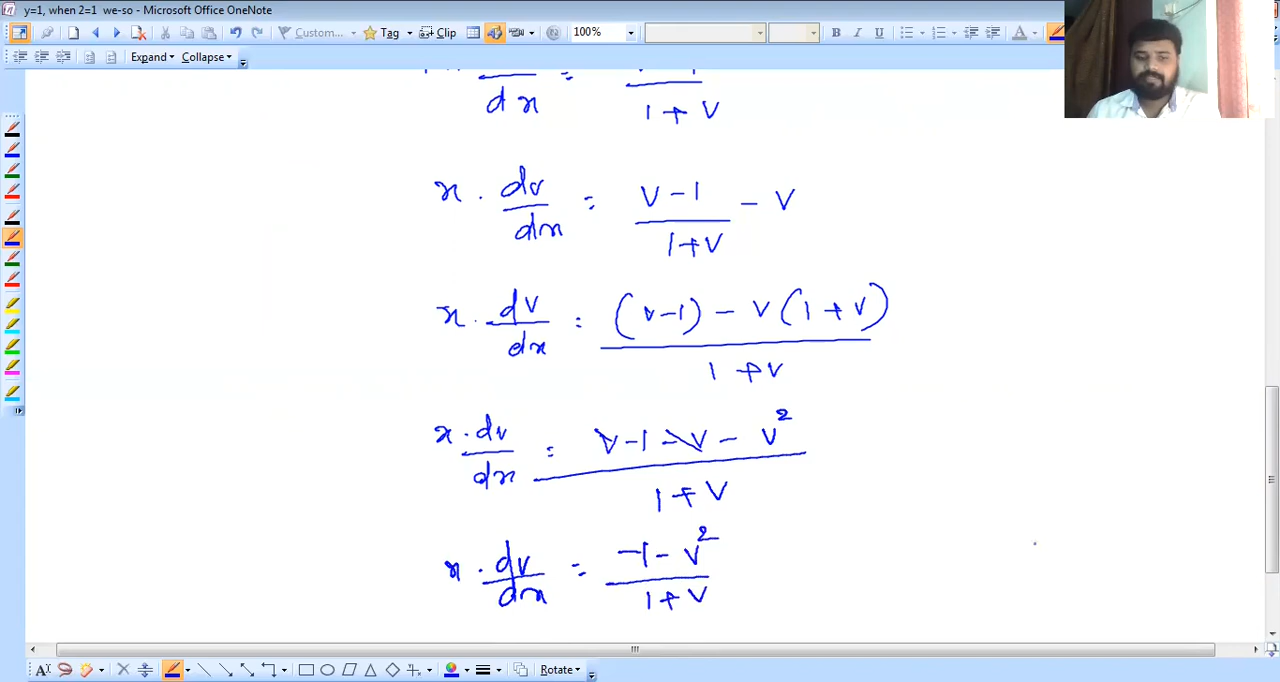 y=1, when 2=1 we-so - Microsoft Office OneNote
Custom... Tag Clip 100% B I U A
Expand Collapse
dx = 1+v
x . dv/dx = (v-1)/(1+v) - v
x . dv/dx = ((v-1) - v(1+v))/(1+v)
x . dv/dx = (v-1-v-v²)/(1+v)
x . dv/dx = (-1-v²)/(1+v)
Rotate